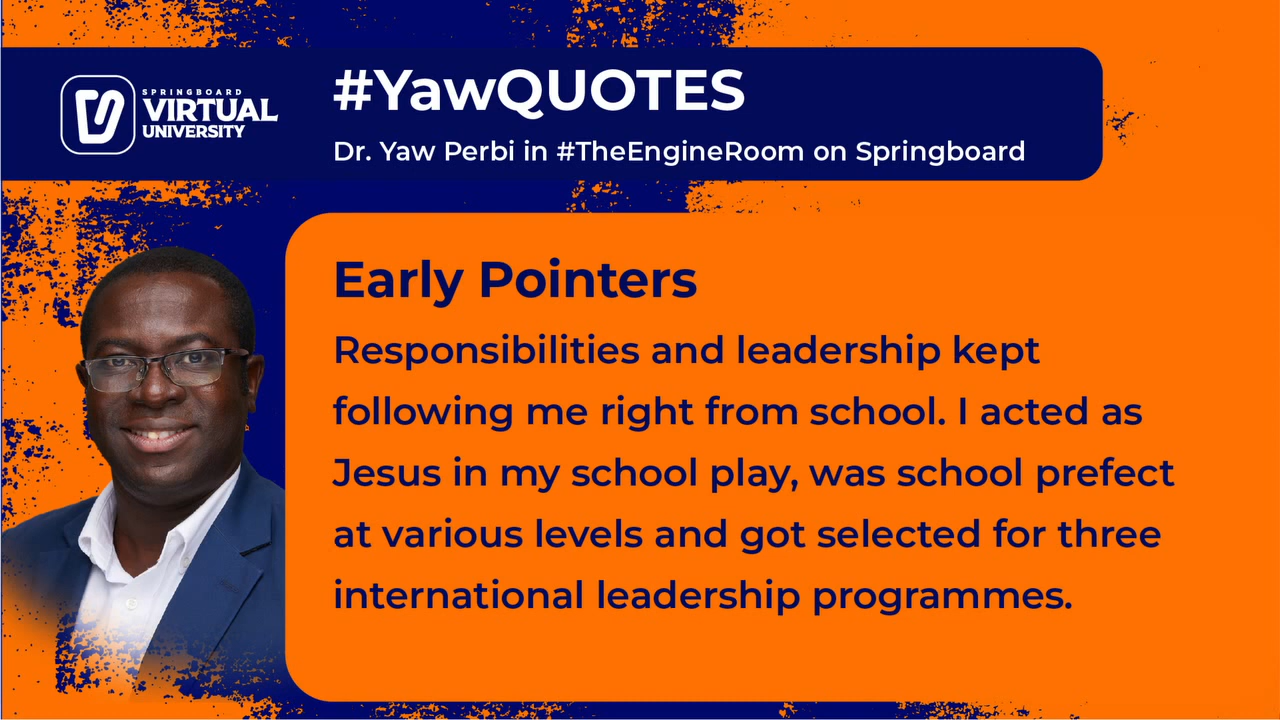 SPRINGBOARD
VIRTUAL
UNIVERSITY
#YawQUOTES
Dr. Yaw Perbi in #TheEngineRoom on Springboard
Early Pointers
Responsibilities and leadership kept
following me right from school. I acted as
Jesus in my school play, was school prefect
at various levels and got selected for three
international leadership programmes.